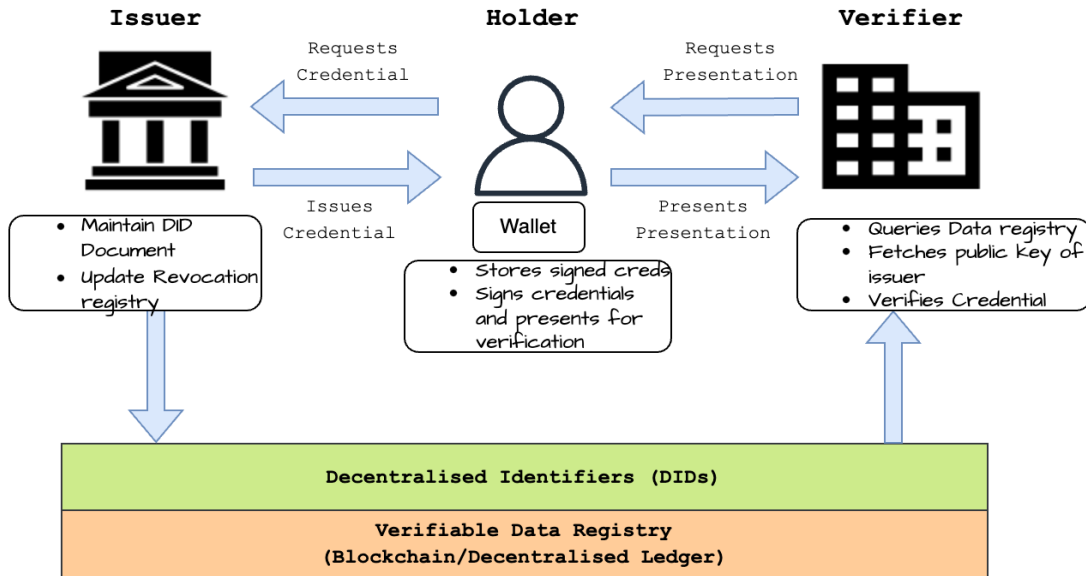 Issuer
Holder
Verifier
Requests
Credential
Requests
Presentation
Issues
Credential
Wallet
Presents
Presentation
• Maintain DID
Document
• Update Revocation
registry
• Stores signed creds
• Signs credentials
and presents for
verification
• Queries Data registry
• Fetches public key of
issuer
• Verifies Credential
Decentralised Identifiers (DIDs)
Verifiable Data Registry
(Blockchain/Decentralised Ledger)